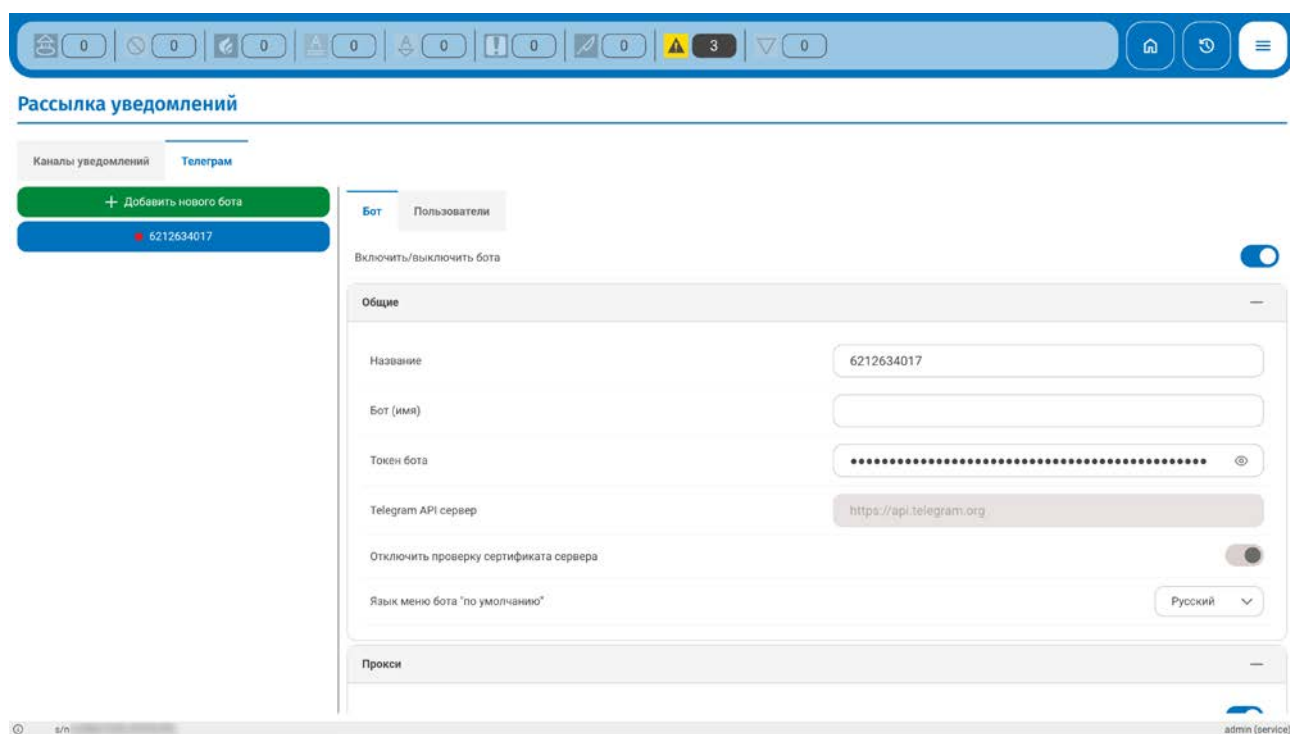 0 0 0 0 0 0 0 3 0
Рассылка уведомлений
Каналы уведомлений Телеграм
+ Добавить нового бота
6212634017
Бот Пользователи
Включить/выключить бота
Общие
Название 6212634017
Бот (имя)
Токен бота ••••••••••••••••••••••••••••••••••••••••••••••
Telegram API сервер https://api.telegram.org
Отключить проверку сертификата сервера
Язык меню бота "по умолчанию" Русский
Прокси
s/n admin (service)